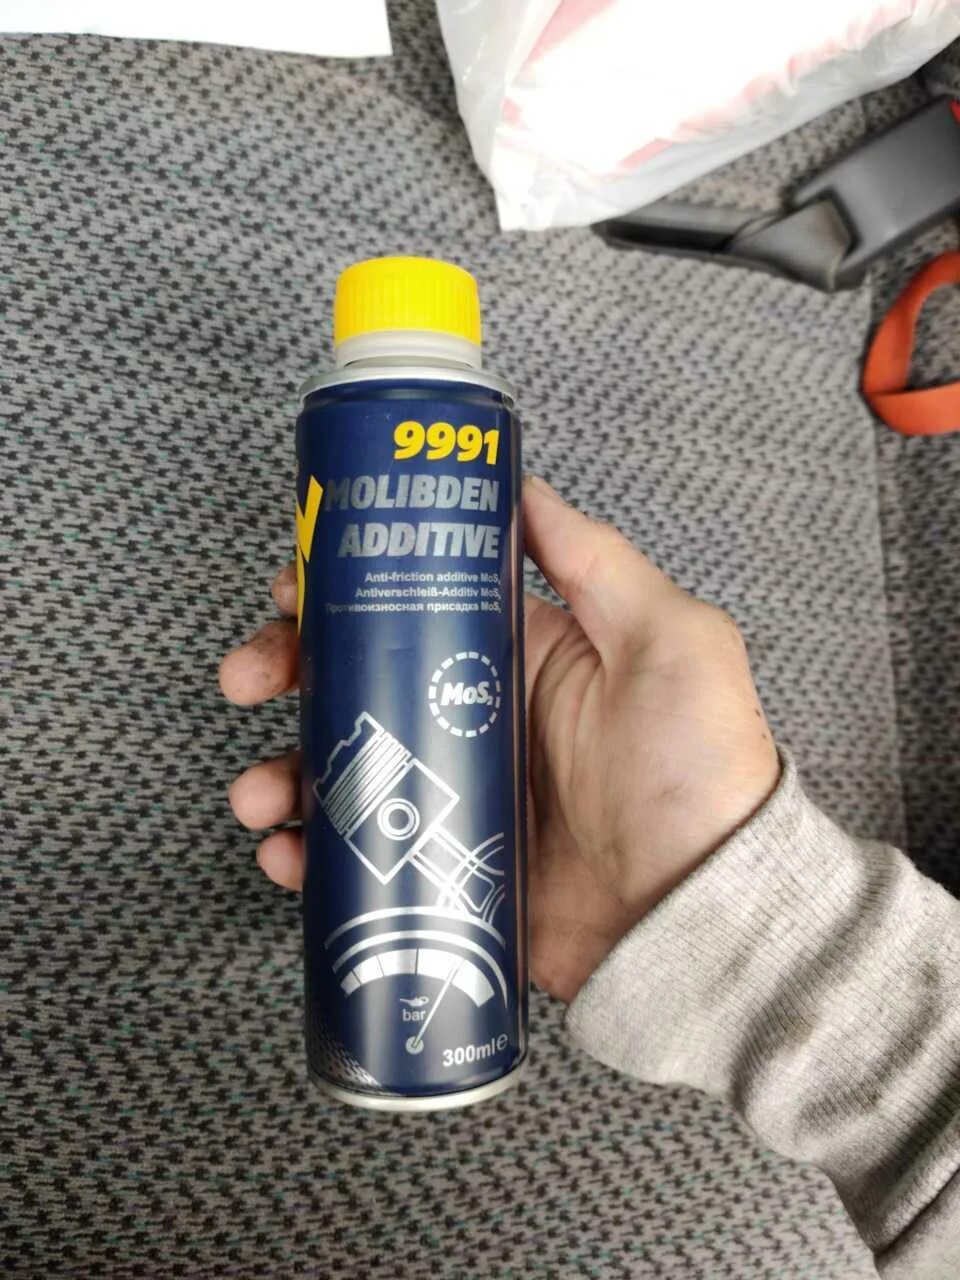 9991
MOLIBDEN
ADDITIVE
Anti-friction additive MoS₂
Antiverschleiß-Additiv MoS₂
Противоизносная присадка MoS₂
MoS₂
bar
300ml℮